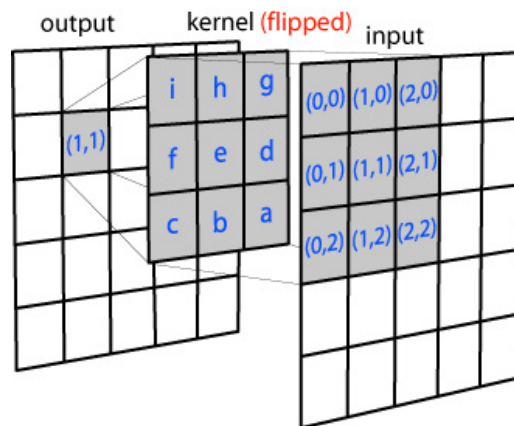 output kernel (flipped) input
i h g
f e d
c b a
(1,1)
(0,0) (1,0) (2,0)
(0,1) (1,1) (2,1)
(0,2) (1,2) (2,2)